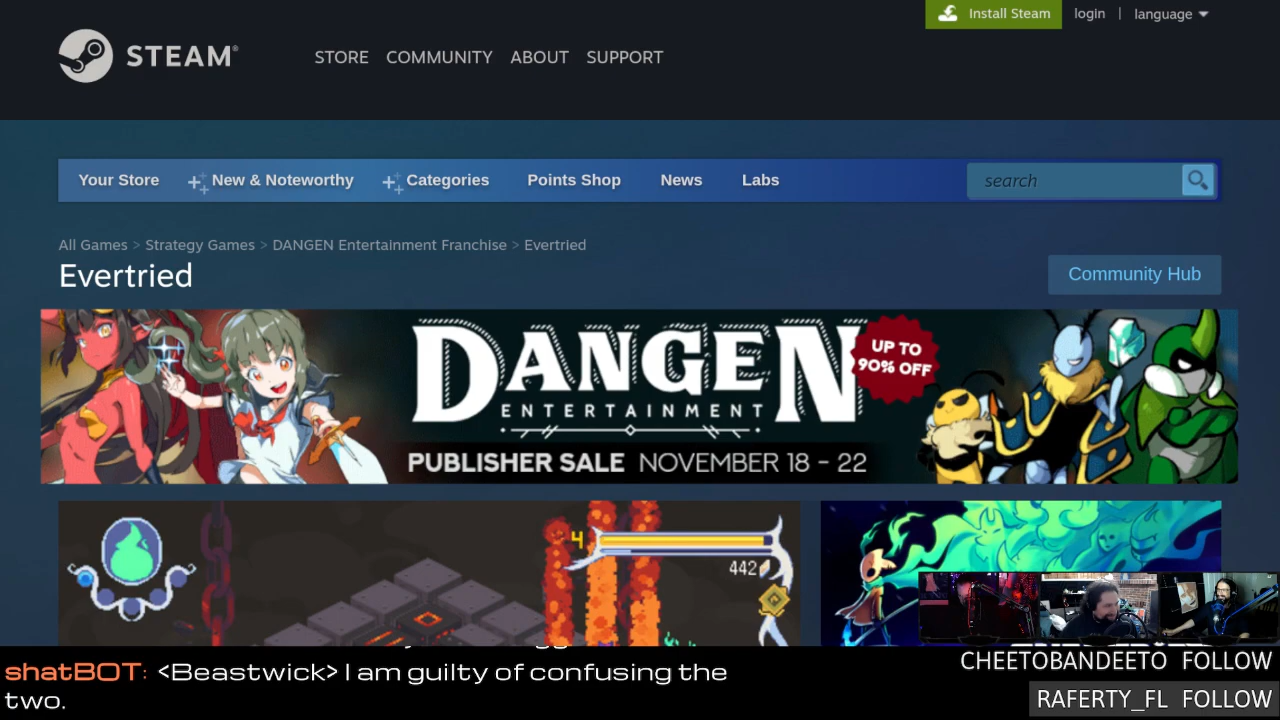 Install Steam
login | language
STEAM®
STORE COMMUNITY ABOUT SUPPORT
Your Store New & Noteworthy Categories Points Shop News Labs
search
All Games > Strategy Games > DANGEN Entertainment Franchise > Evertried
Evertried
Community Hub
DANGEN
ENTERTAINMENT
UP TO
90% OFF
PUBLISHER SALE NOVEMBER 18 - 22
4
442
shatBOT: <Beastwick> I am guilty of confusing the
two.
CHEETOBANDEETO FOLLOW
RAFERTY_FL FOLLOW